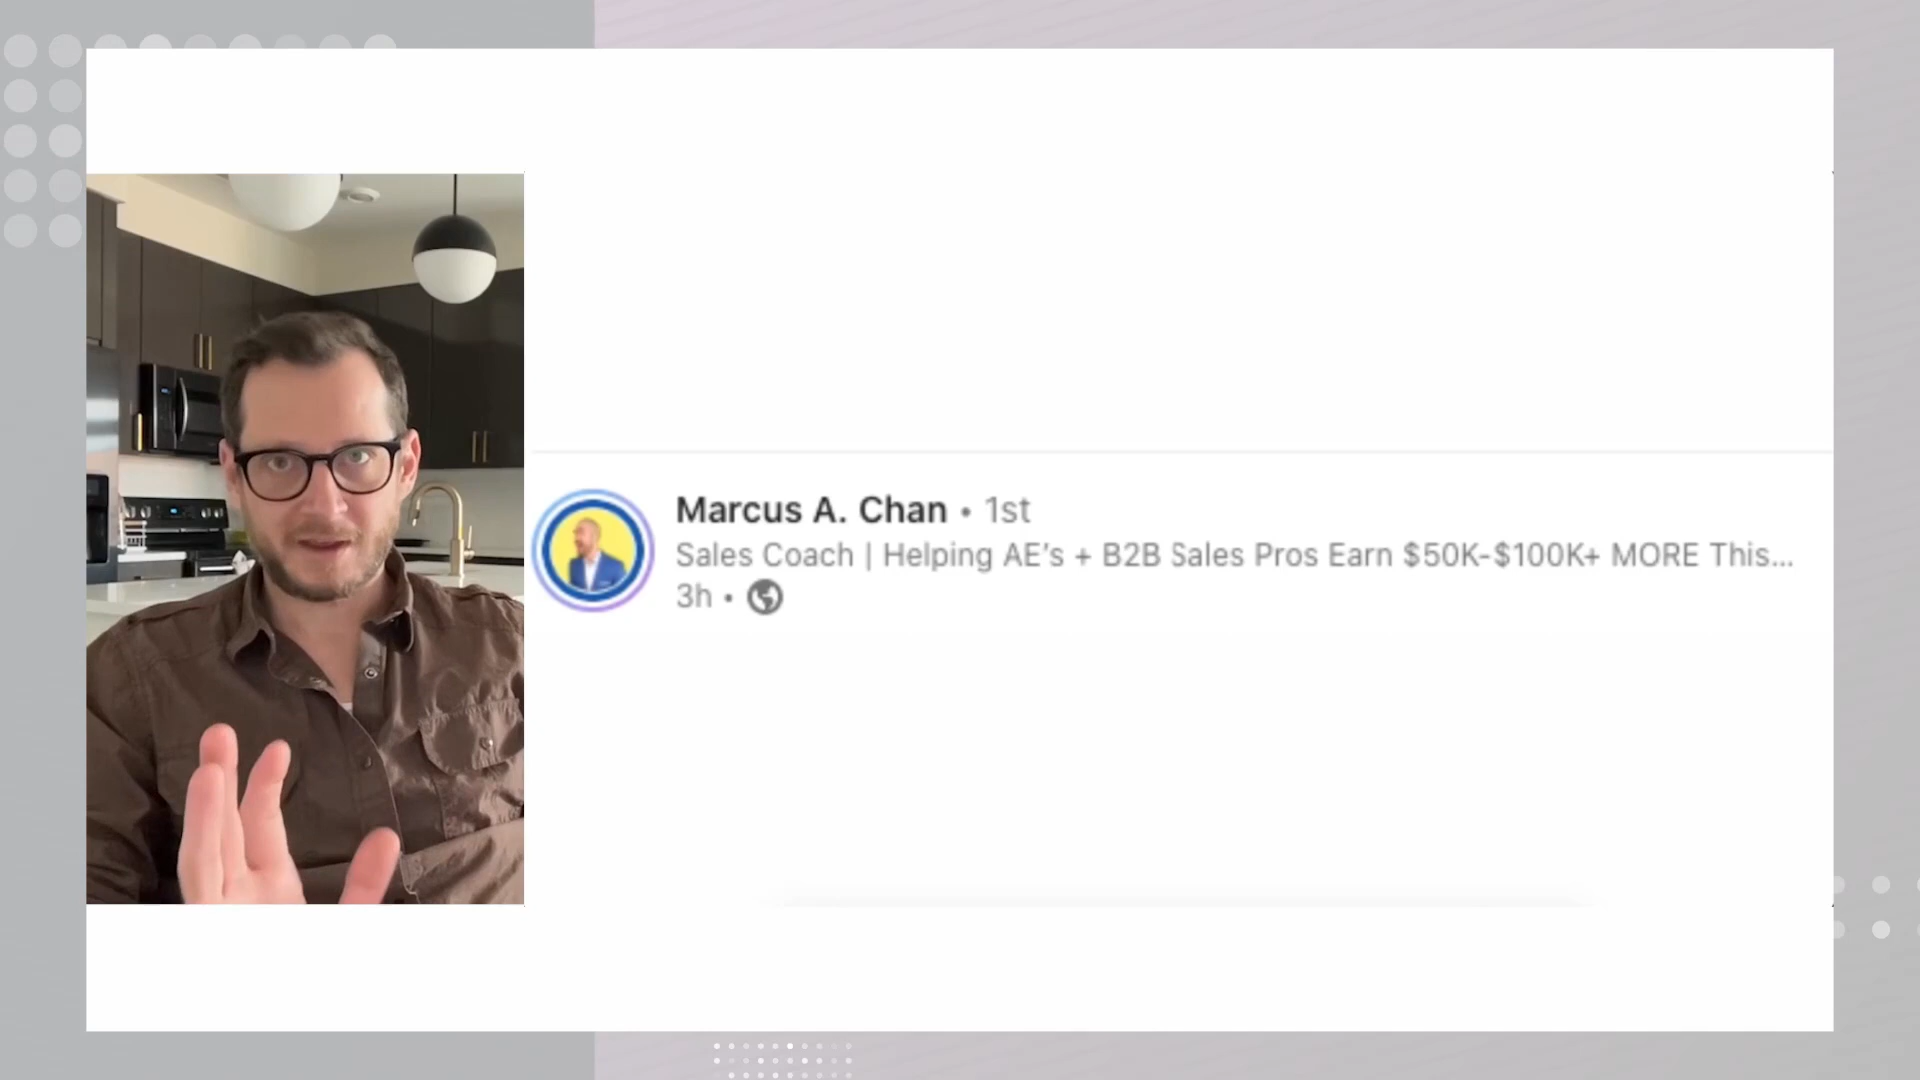 Marcus A. Chan • 1st
Sales Coach | Helping AE’s + B2B Sales Pros Earn $50K-$100K+ MORE This...
3h •